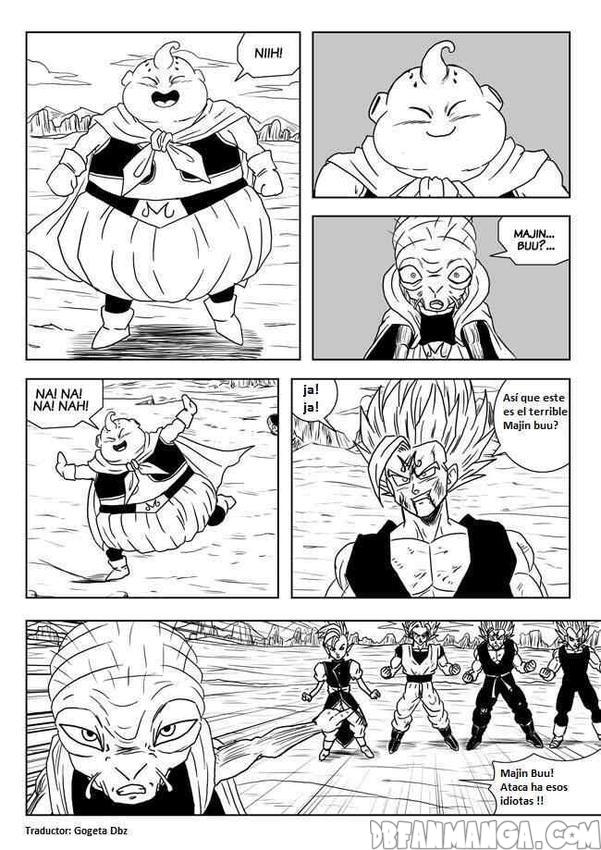 NIIH!
MAJIN...
BUU?...
NA! NA!
NA! NAH!
ja!
ja!
Así que este
es el terrible
Majin buu?
Majin Buu!
Ataca ha esos
idiotas !!
Traductor: Gogeta Dbz
DBFANMANGA.COM